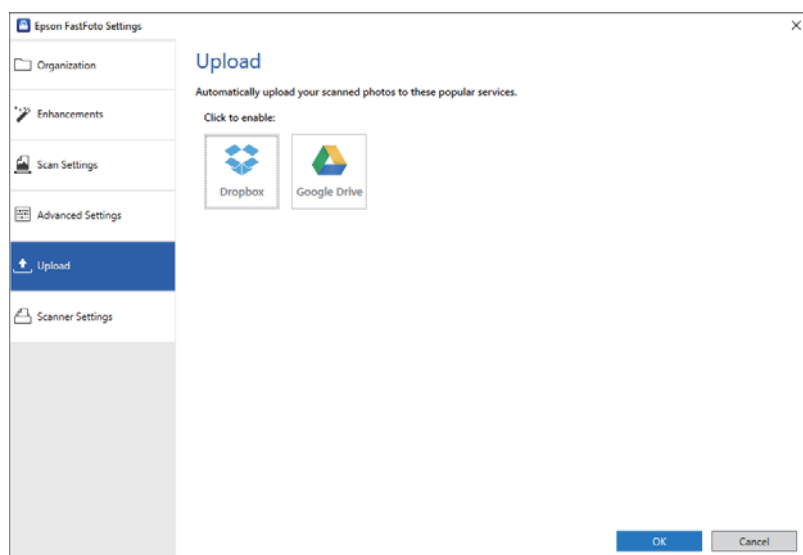 Epson FastFoto Settings
Organization
Enhancements
Scan Settings
Advanced Settings
Upload
Scanner Settings
Upload
Automatically upload your scanned photos to these popular services.
Click to enable:
Dropbox
Google Drive
OK
Cancel